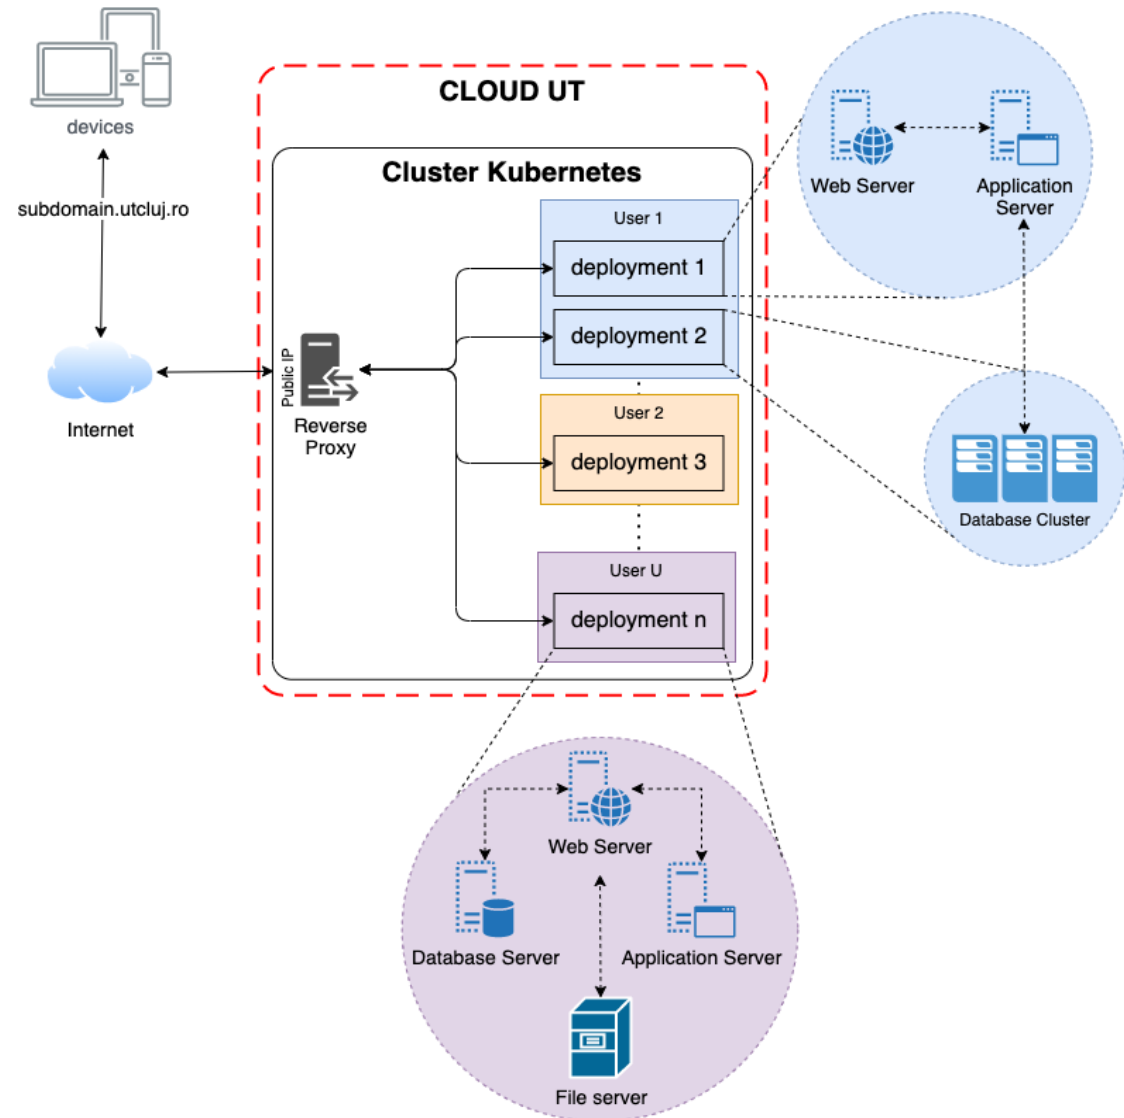 devices
subdomain.utcluj.ro
Internet
CLOUD UT
Cluster Kubernetes
Public IP
Reverse
Proxy
User 1
deployment 1
deployment 2
User 2
deployment 3
User U
deployment n
Web Server
Application
Server
Database Cluster
Web Server
Database Server
Application Server
File server